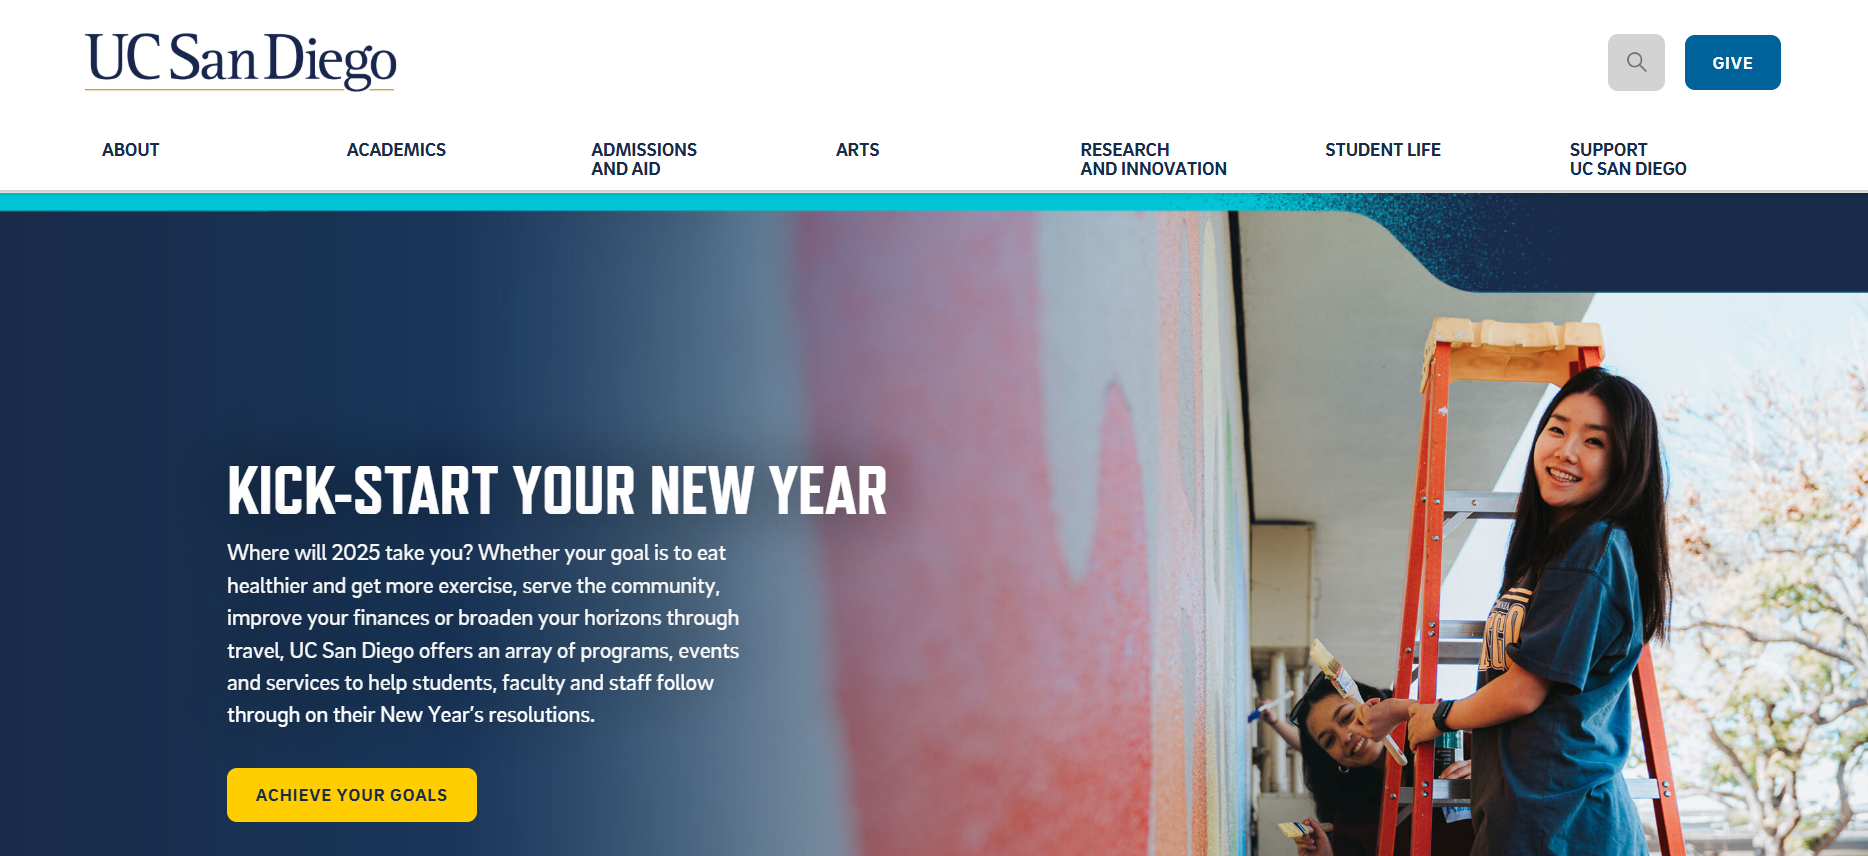 UC San Diego
GIVE
ABOUT
ACADEMICS
ADMISSIONS
AND AID
ARTS
RESEARCH
AND INNOVATION
STUDENT LIFE
SUPPORT
UC SAN DIEGO
KICK-START YOUR NEW YEAR
Where will 2025 take you? Whether your goal is to eat
healthier and get more exercise, serve the community,
improve your finances or broaden your horizons through
travel, UC San Diego offers an array of programs, events
and services to help students, faculty and staff follow
through on their New Year's resolutions.
ACHIEVE YOUR GOALS